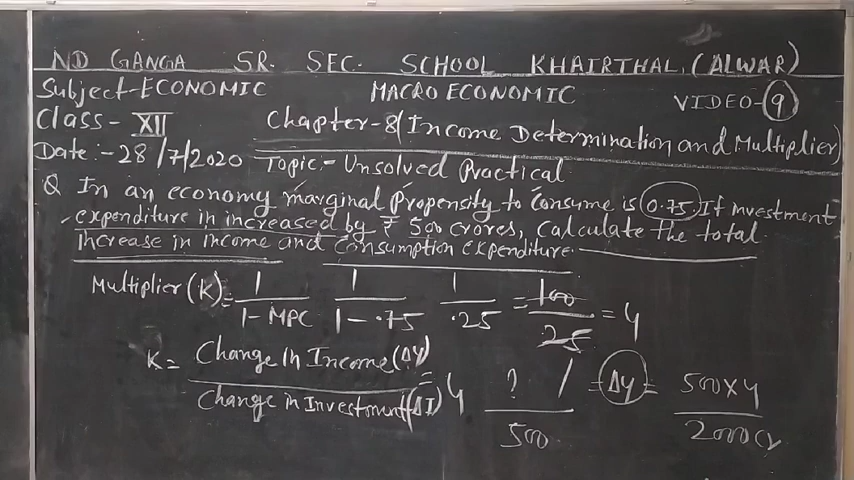 ND GANGA SR. SEC. SCHOOL KHAIRTHAL, (ALWAR)
Subject-ECONOMIC MACRO ECONOMIC VIDEO-9
Class-XII Chapter-8 (Income Determination and Multiplier)
Date:-28/7/2020 Topic:- Unsolved Practical
Q In an economy marginal Propensity to Consume is 0.75. If investment
expenditure in increased by ₹ 500 crores, Calculate the total
increase in income and Consumption expenditure.
Multiplier (K) = 1/1-MPC 1/1-.75 1/.25 = 100/25 = 4
K = Change in Income (ΔY)/Change in Investment (ΔI) = 4 ?/500 = ΔY = 500x4
2000 Cr